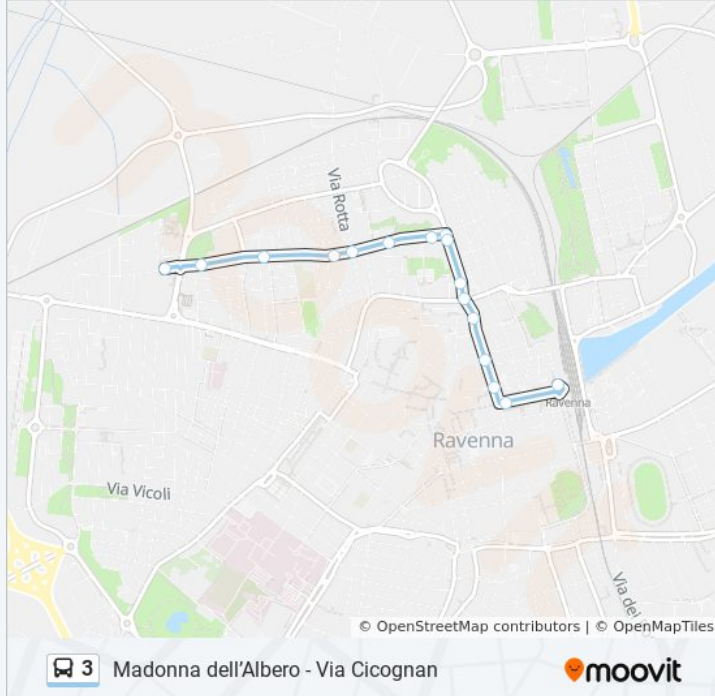 Via Rotta
Ravenna
Ravenna
Via Vicoli
Via del
© OpenStreetMap contributors | © OpenMapTiles
3 Madonna dell’Albero - Via Cicognan
moovit